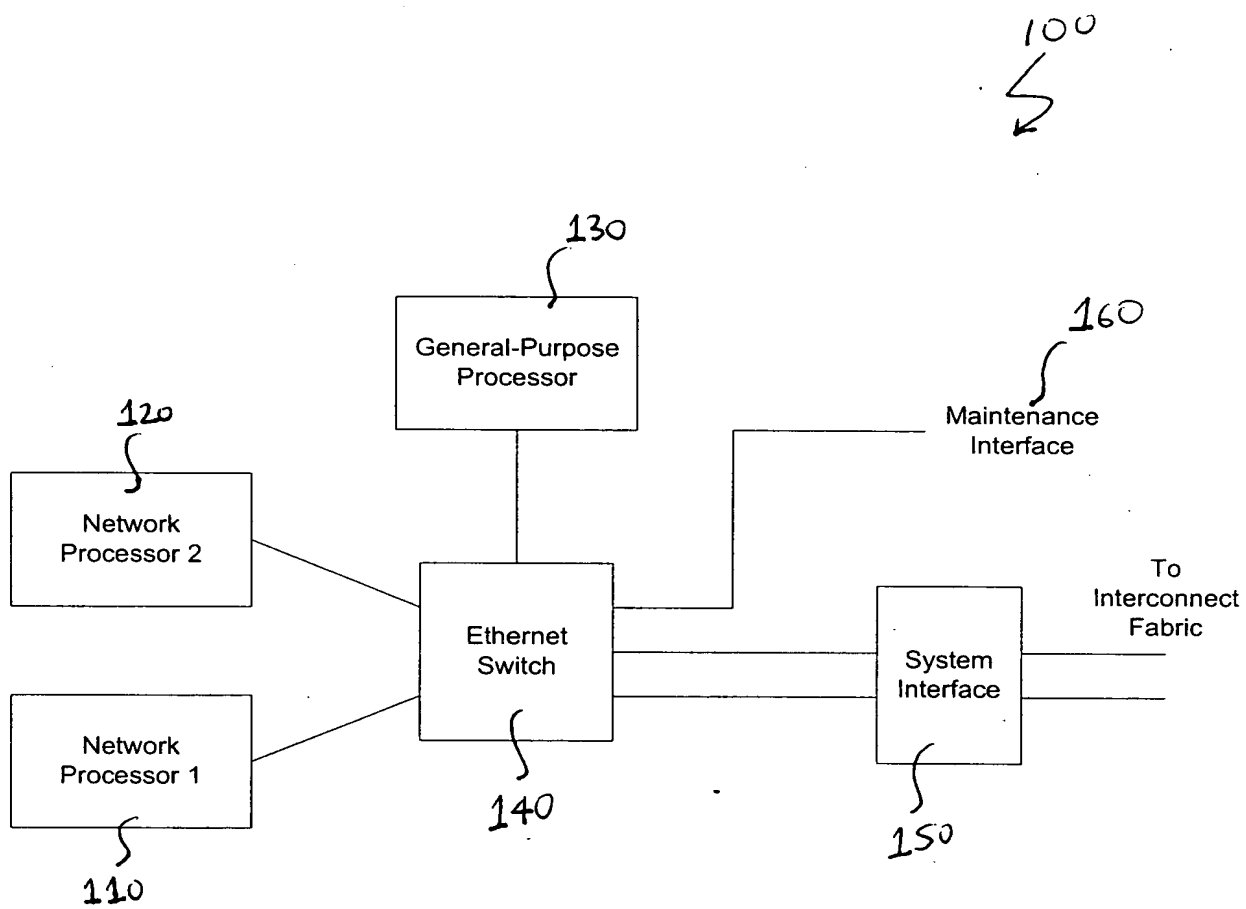 100
130
General-Purpose
Processor
160
Maintenance
Interface
120
Network
Processor 2
To
Interconnect
Fabric
Ethernet
Switch
System
Interface
Network
Processor 1
140
150
110